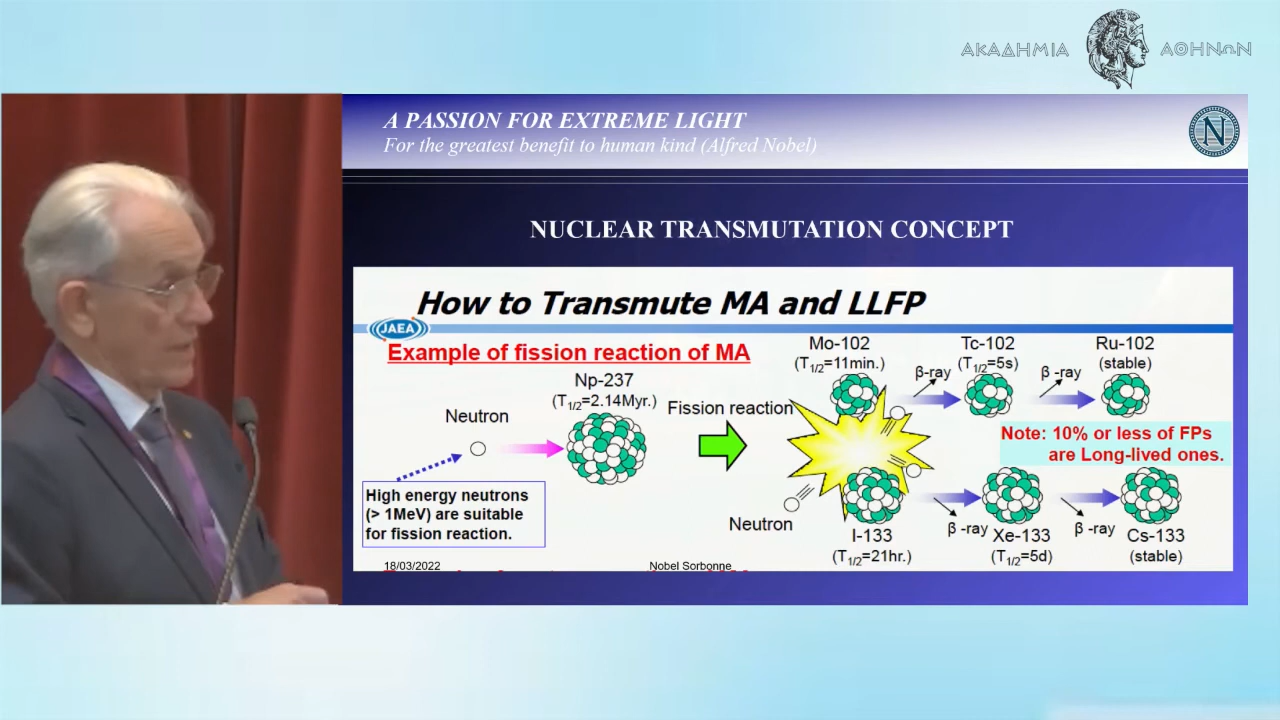 ΑΚΑΔΗΜΙΑ ΑΘΗΝΩΝ
A PASSION FOR EXTREME LIGHT
For the greatest benefit to human kind (Alfred Nobel)
N
NUCLEAR TRANSMUTATION CONCEPT
How to Transmute MA and LLFP
JAEA
Example of fission reaction of MA
Neutron
Np-237
(T1/2=2.14Myr.)
Fission reaction
High energy neutrons
(> 1MeV) are suitable
for fission reaction.
Mo-102
(T1/2=11min.)
β-ray
Tc-102
(T1/2=5s)
β -ray
Ru-102
(stable)
Note: 10% or less of FPs
are Long-lived ones.
Neutron
I-133
(T1/2=21hr.)
β -ray
Xe-133
(T1/2=5d)
β -ray
Cs-133
(stable)
18/03/2022
Nobel Sorbonne